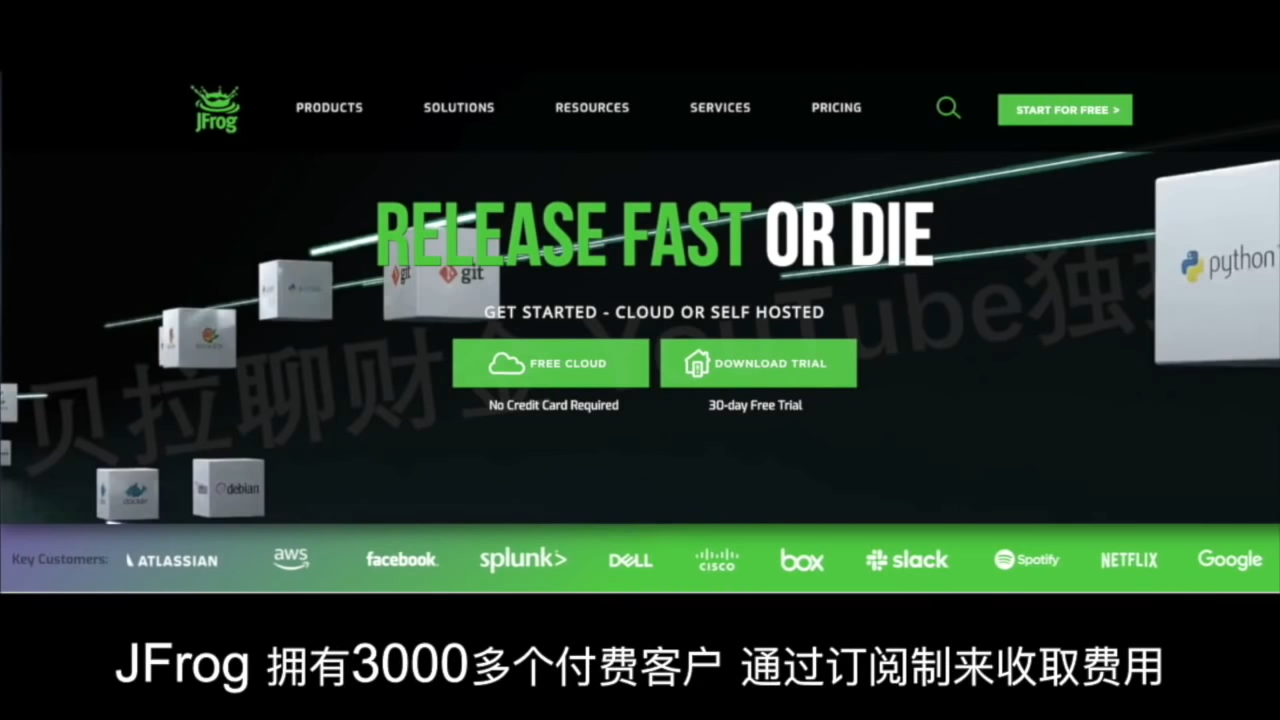 JFrog
PRODUCTS
SOLUTIONS
RESOURCES
SERVICES
PRICING
START FOR FREE >
RELEASE FAST OR DIE
git
git
python
GET STARTED - CLOUD OR SELF HOSTED
FREE CLOUD
DOWNLOAD TRIAL
No Credit Card Required
30-day Free Trial
贝拉聊财金 YouTube独
debian
Key Customers:
ATLASSIAN
aws
facebook
splunk>
DELL
CISCO
box
slack
Spotify
NETFLIX
Google
JFrog 拥有3000多个付费客户 通过订阅制来收取费用